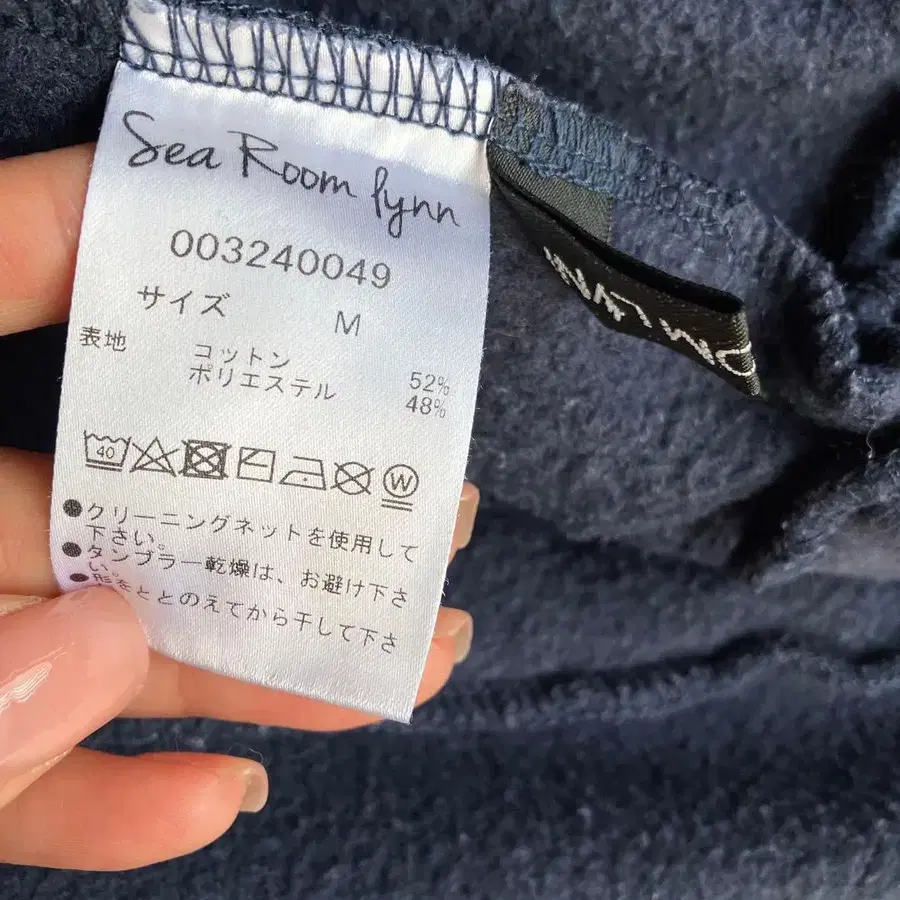 Sea Room lynn
003240049
サイズ M
表地 コットン 52%
ポリエステル 48%
40 W
●クリーニングネットを使用して
下さい。
●タンブラー乾燥は、お避け下さ
い。
●形をととのえてから干して下さ